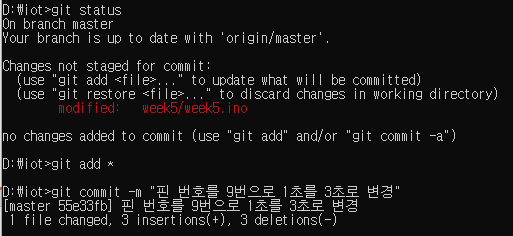 D:\iot>git status
On branch master
Your branch is up to date with 'origin/master'.
Changes not staged for commit:
(use "git add <file>..." to update what will be committed)
(use "git restore <file>..." to discard changes in working directory)
modified: week5/week5.ino
no changes added to commit (use "git add" and/or "git commit -a")
D:\iot>git add *
D:\iot>git commit -m "핀 번호를 9번으로 1초를 3초로 변경"
[master 55e33fb] 핀 번호를 9번으로 1초를 3초로 변경
1 file changed, 3 insertions(+), 3 deletions(-)